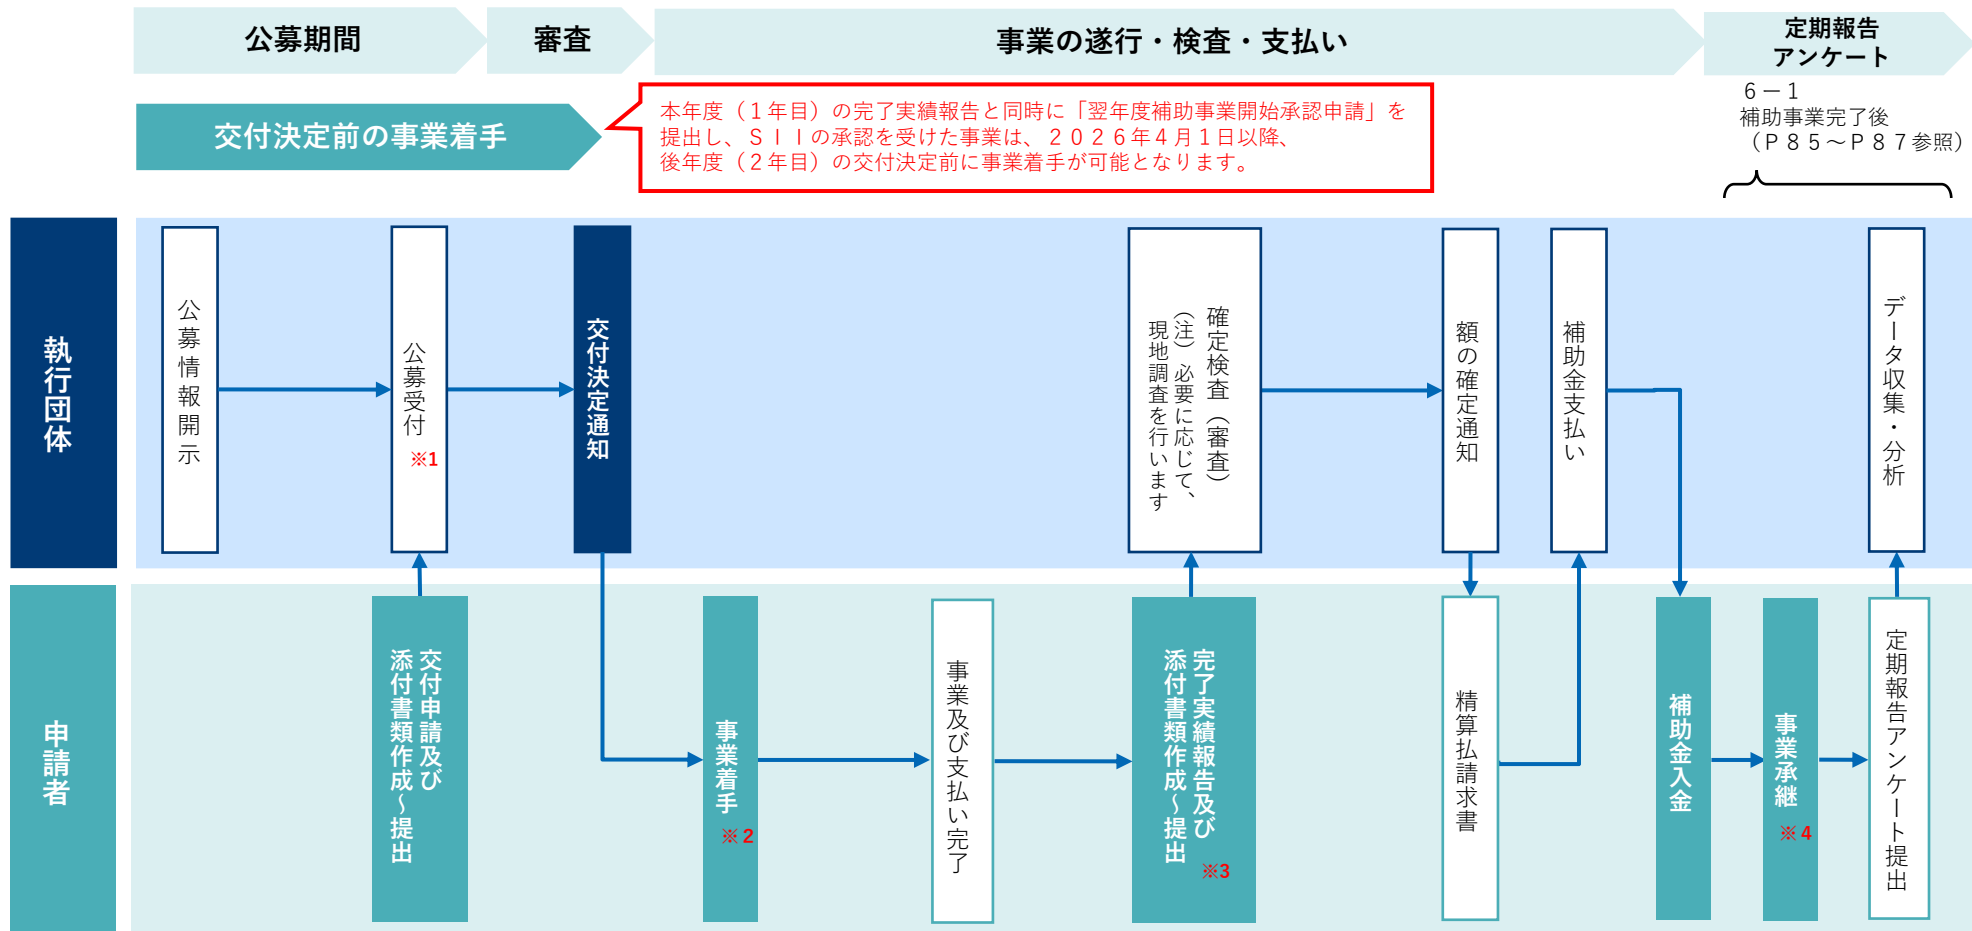 公募期間
審査
事業の遂行・検査・支払い
定期報告
アンケート
交付決定前の事業着手
本年度（１年目）の完了実績報告と同時に「翌年度補助事業開始承認申請」を
提出し、ＳＩＩの承認を受けた事業は、２０２６年４月１日以降、
後年度（２年目）の交付決定前に事業着手が可能となります。
６－１
補助事業完了後
（Ｐ８５～Ｐ８７参照）
執行団体
公募情報開示
公募受付
※1
交付決定通知
確定検査（審査）
（注）必要に応じて、
現地調査を行います
額の確定通知
補助金支払い
データ収集・分析
申請者
交付申請及び
添付書類作成～提出
事業着手
※２
事業及び支払い完了
完了実績報告及び
添付書類作成～提出
※3
精算払請求書
補助金入金
事業承継
※４
定期報告アンケート提出